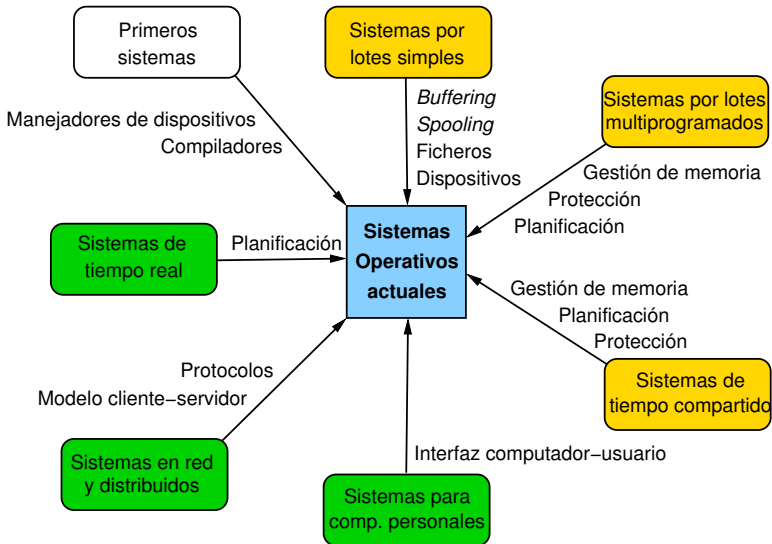 Primeros
sistemas
Sistemas por
lotes simples
Sistemas por lotes
multiprogramados
Manejadores de dispositivos
Compiladores
Buffering
Spooling
Ficheros
Dispositivos
Gestión de memoria
Protección
Planificación
Sistemas de
tiempo real
Planificación
Sistemas
Operativos
actuales
Gestión de memoria
Planificación
Protección
Protocolos
Modelo cliente−servidor
Sistemas de
tiempo compartido
Sistemas en red
y distribuidos
Interfaz computador−usuario
Sistemas para
comp. personales